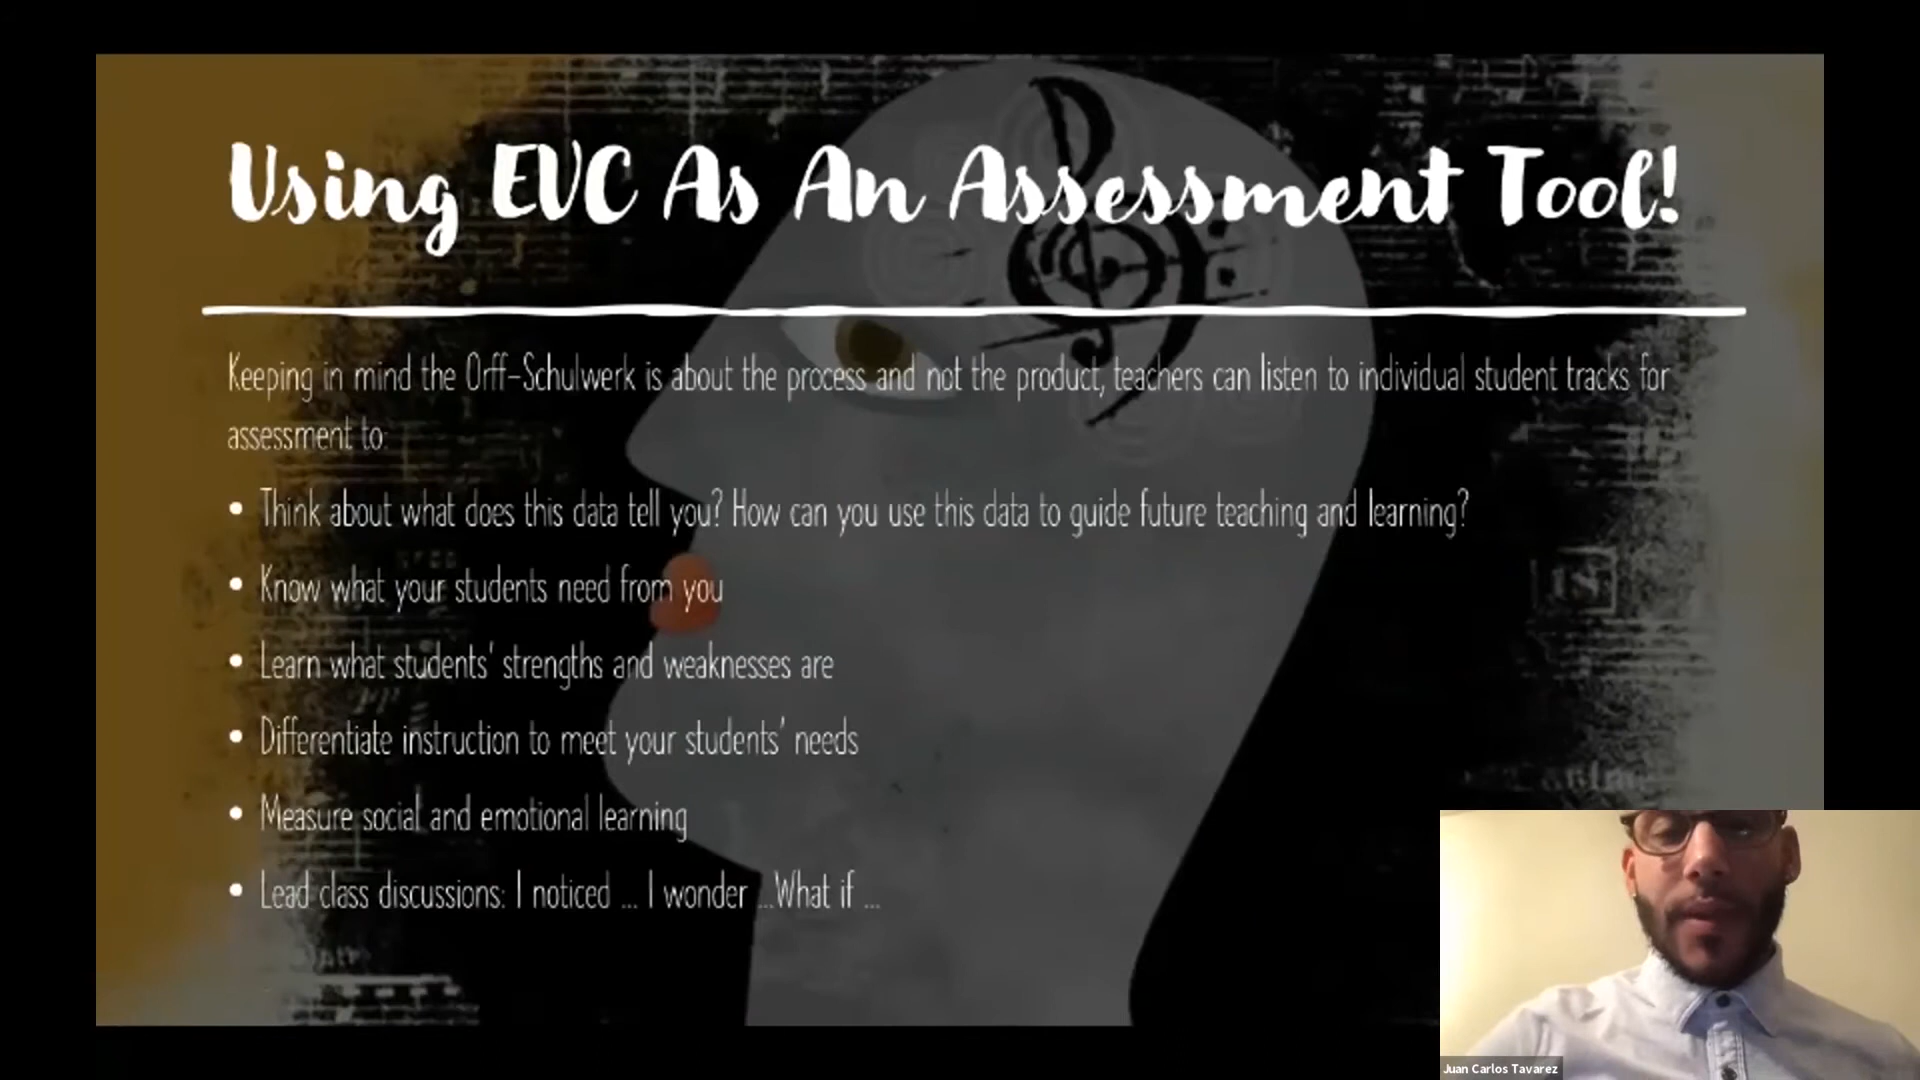 Using EVC As An Assessment Tool!
Keeping in mind the Orff-Schulwerk is about the process and not the product, teachers can listen to individual student tracks for
assessment to:
• Think about what does this data tell you? How can you use this data to guide future teaching and learning?
• Know what your students need from you
• Learn what students' strengths and weaknesses are
• Differentiate instruction to meet your students' needs
• Measure social and emotional learning
• Lead class discussions: I noticed ... I wonder ...What if ...
Juan Carlos Tavarez